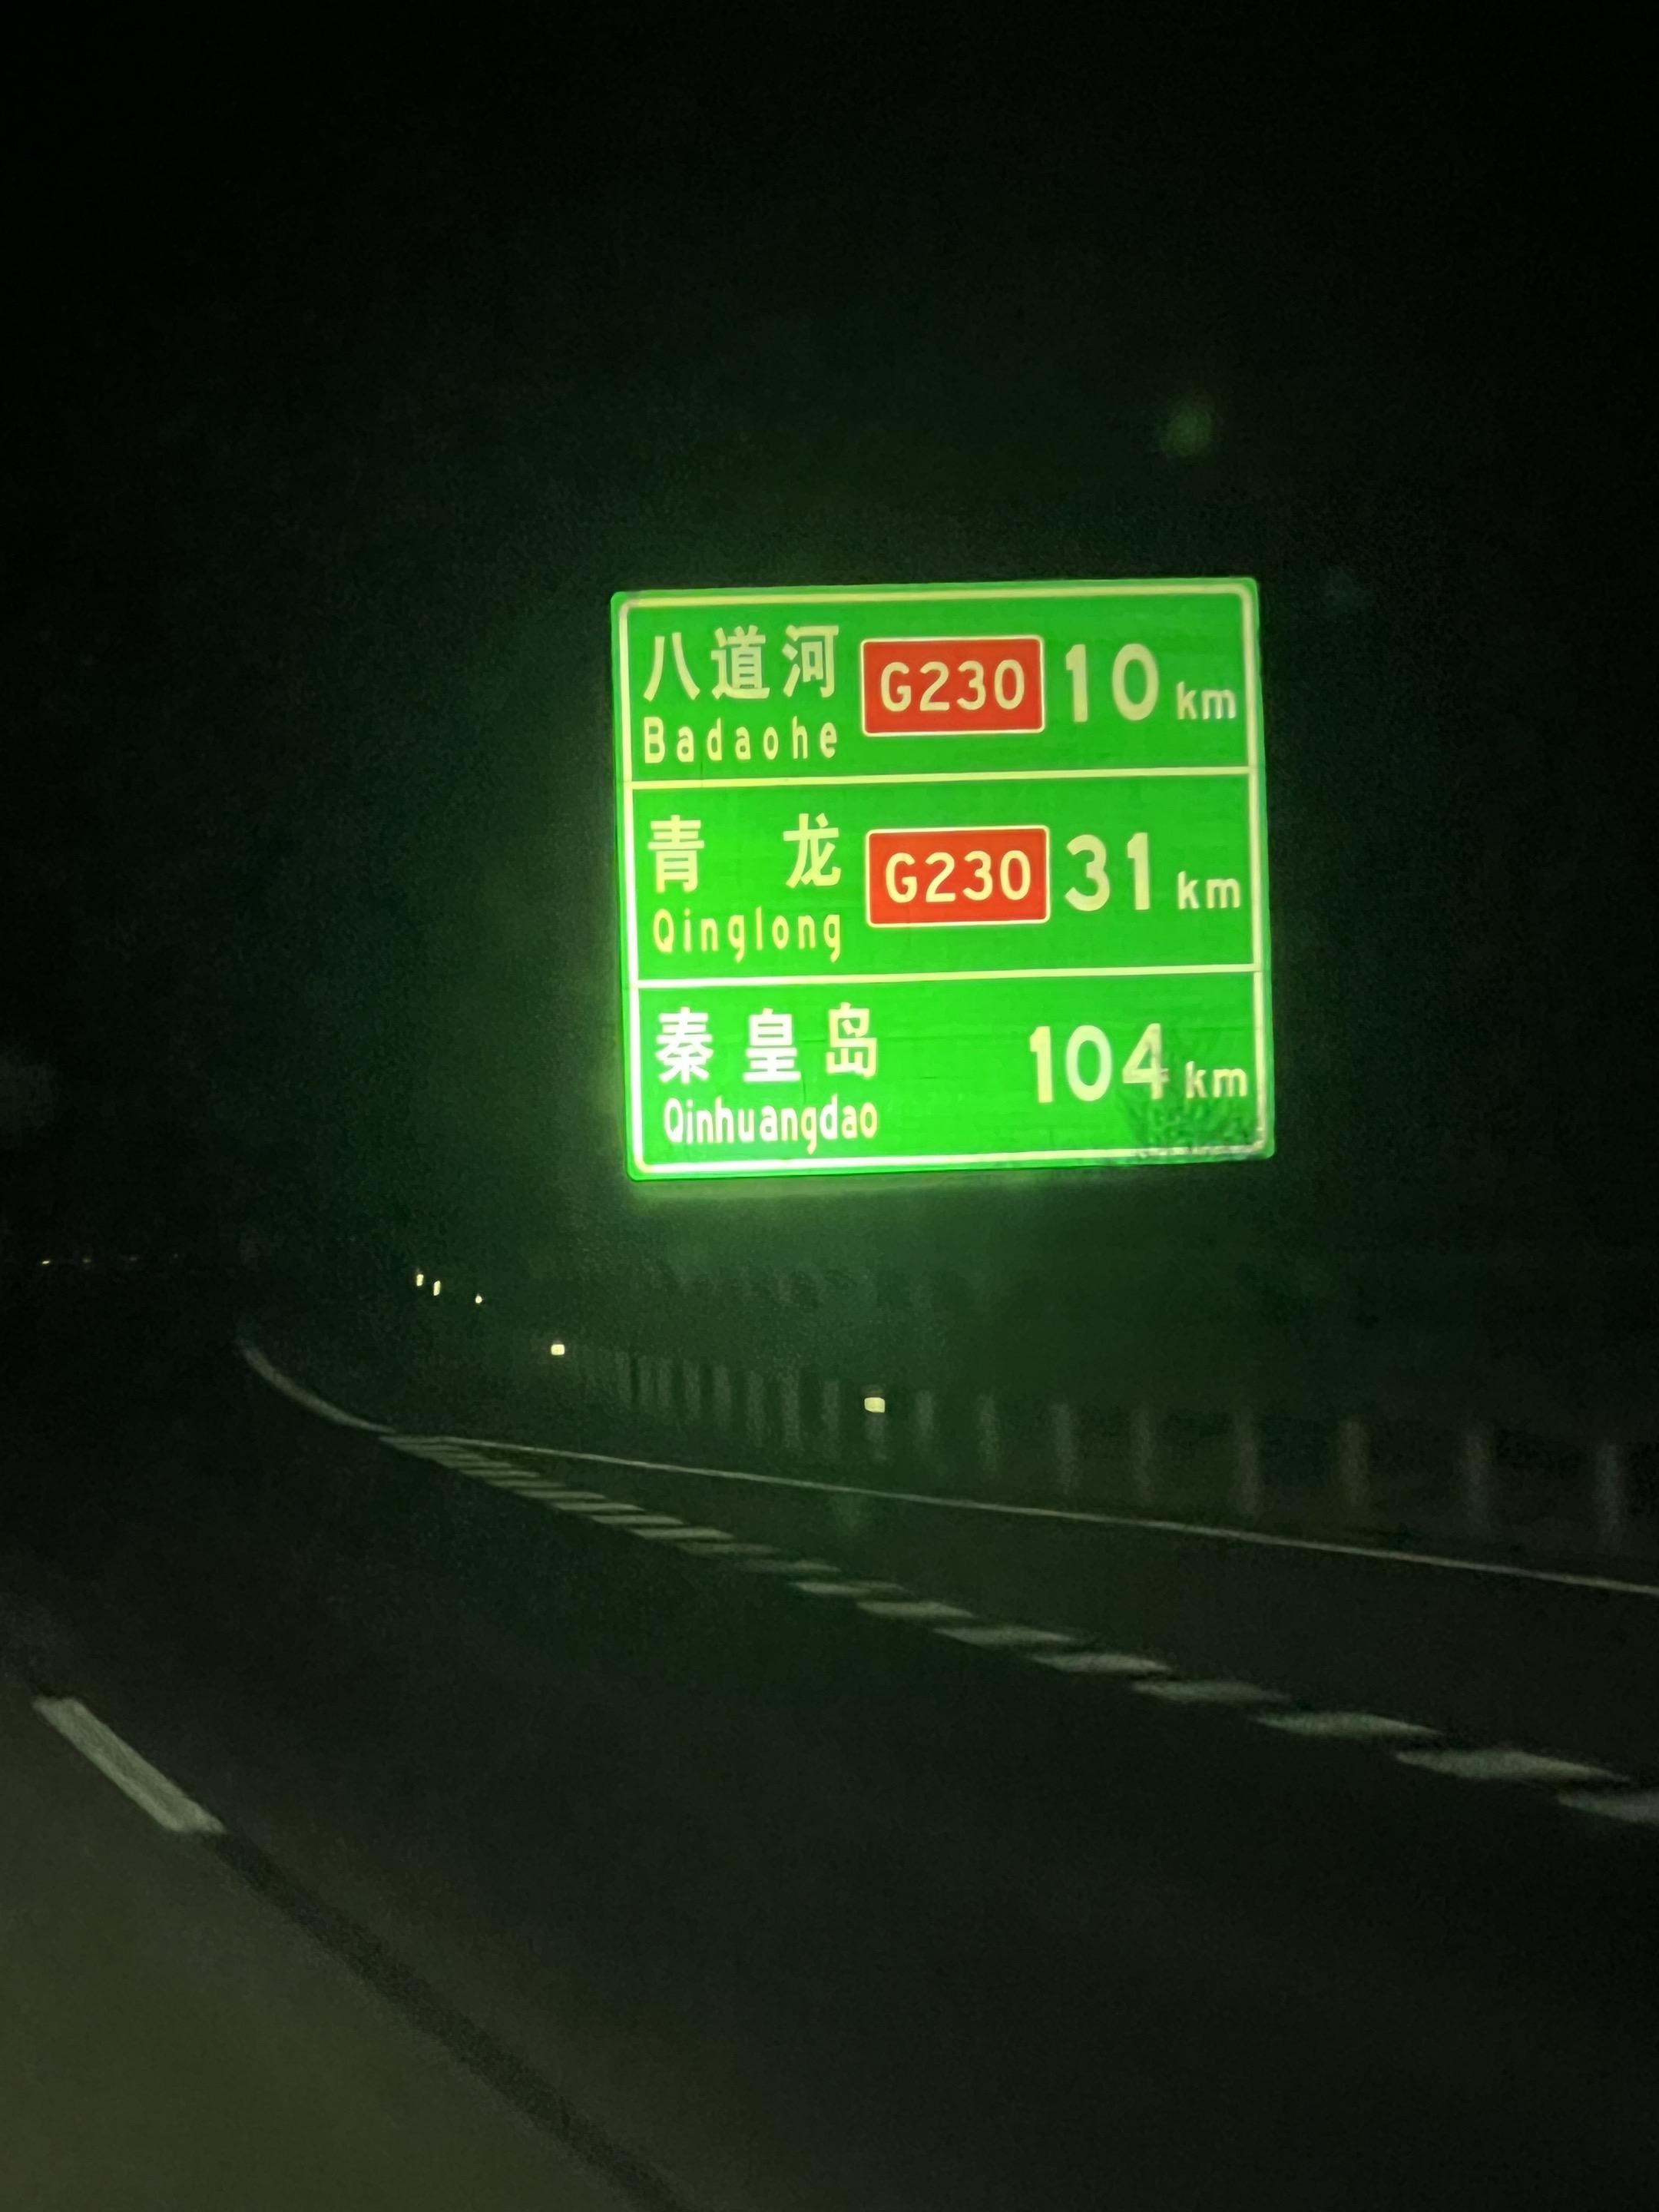 八道河 G230 10 km
Badaohe
青龙 G230 31 km
Qinglong
秦皇岛 104 km
Qinhuangdao